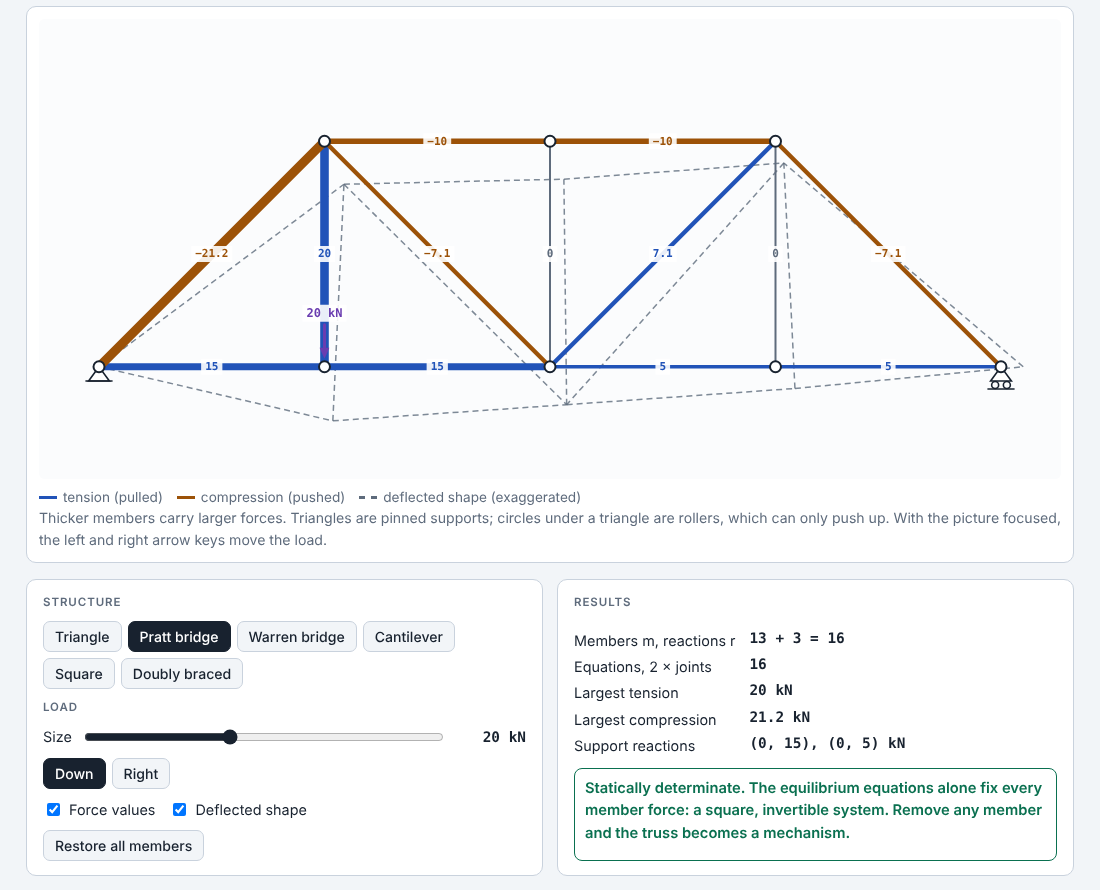 −10
−10
−21.2
20
−7.1
0
7.1
0
−7.1
20 kN
15
15
5
5
tension (pulled)
compression (pushed)
deflected shape (exaggerated)
Thicker members carry larger forces. Triangles are pinned supports; circles under a triangle are rollers, which can only push up. With the picture focused,
the left and right arrow keys move the load.
STRUCTURE
Triangle
Pratt bridge
Warren bridge
Cantilever
Square
Doubly braced
LOAD
Size
20 kN
Down
Right
Force values
Deflected shape
Restore all members
RESULTS
Members m, reactions r 13 + 3 = 16
Equations, 2 × joints 16
Largest tension 20 kN
Largest compression 21.2 kN
Support reactions (0, 15), (0, 5) kN
Statically determinate. The equilibrium equations alone fix every
member force: a square, invertible system. Remove any member
and the truss becomes a mechanism.